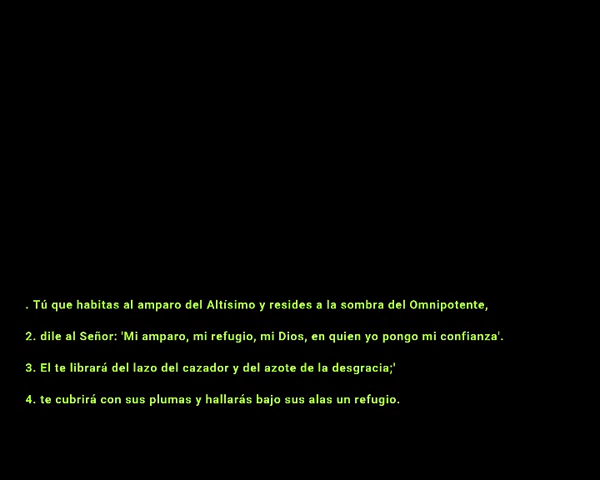 . Tú que habitas al amparo del Altísimo y resides a la sombra del Omnipotente,
2. dile al Señor: 'Mi amparo, mi refugio, mi Dios, en quien yo pongo mi confianza'.
3. El te librará del lazo del cazador y del azote de la desgracia;'
4. te cubrirá con sus plumas y hallarás bajo sus alas un refugio.